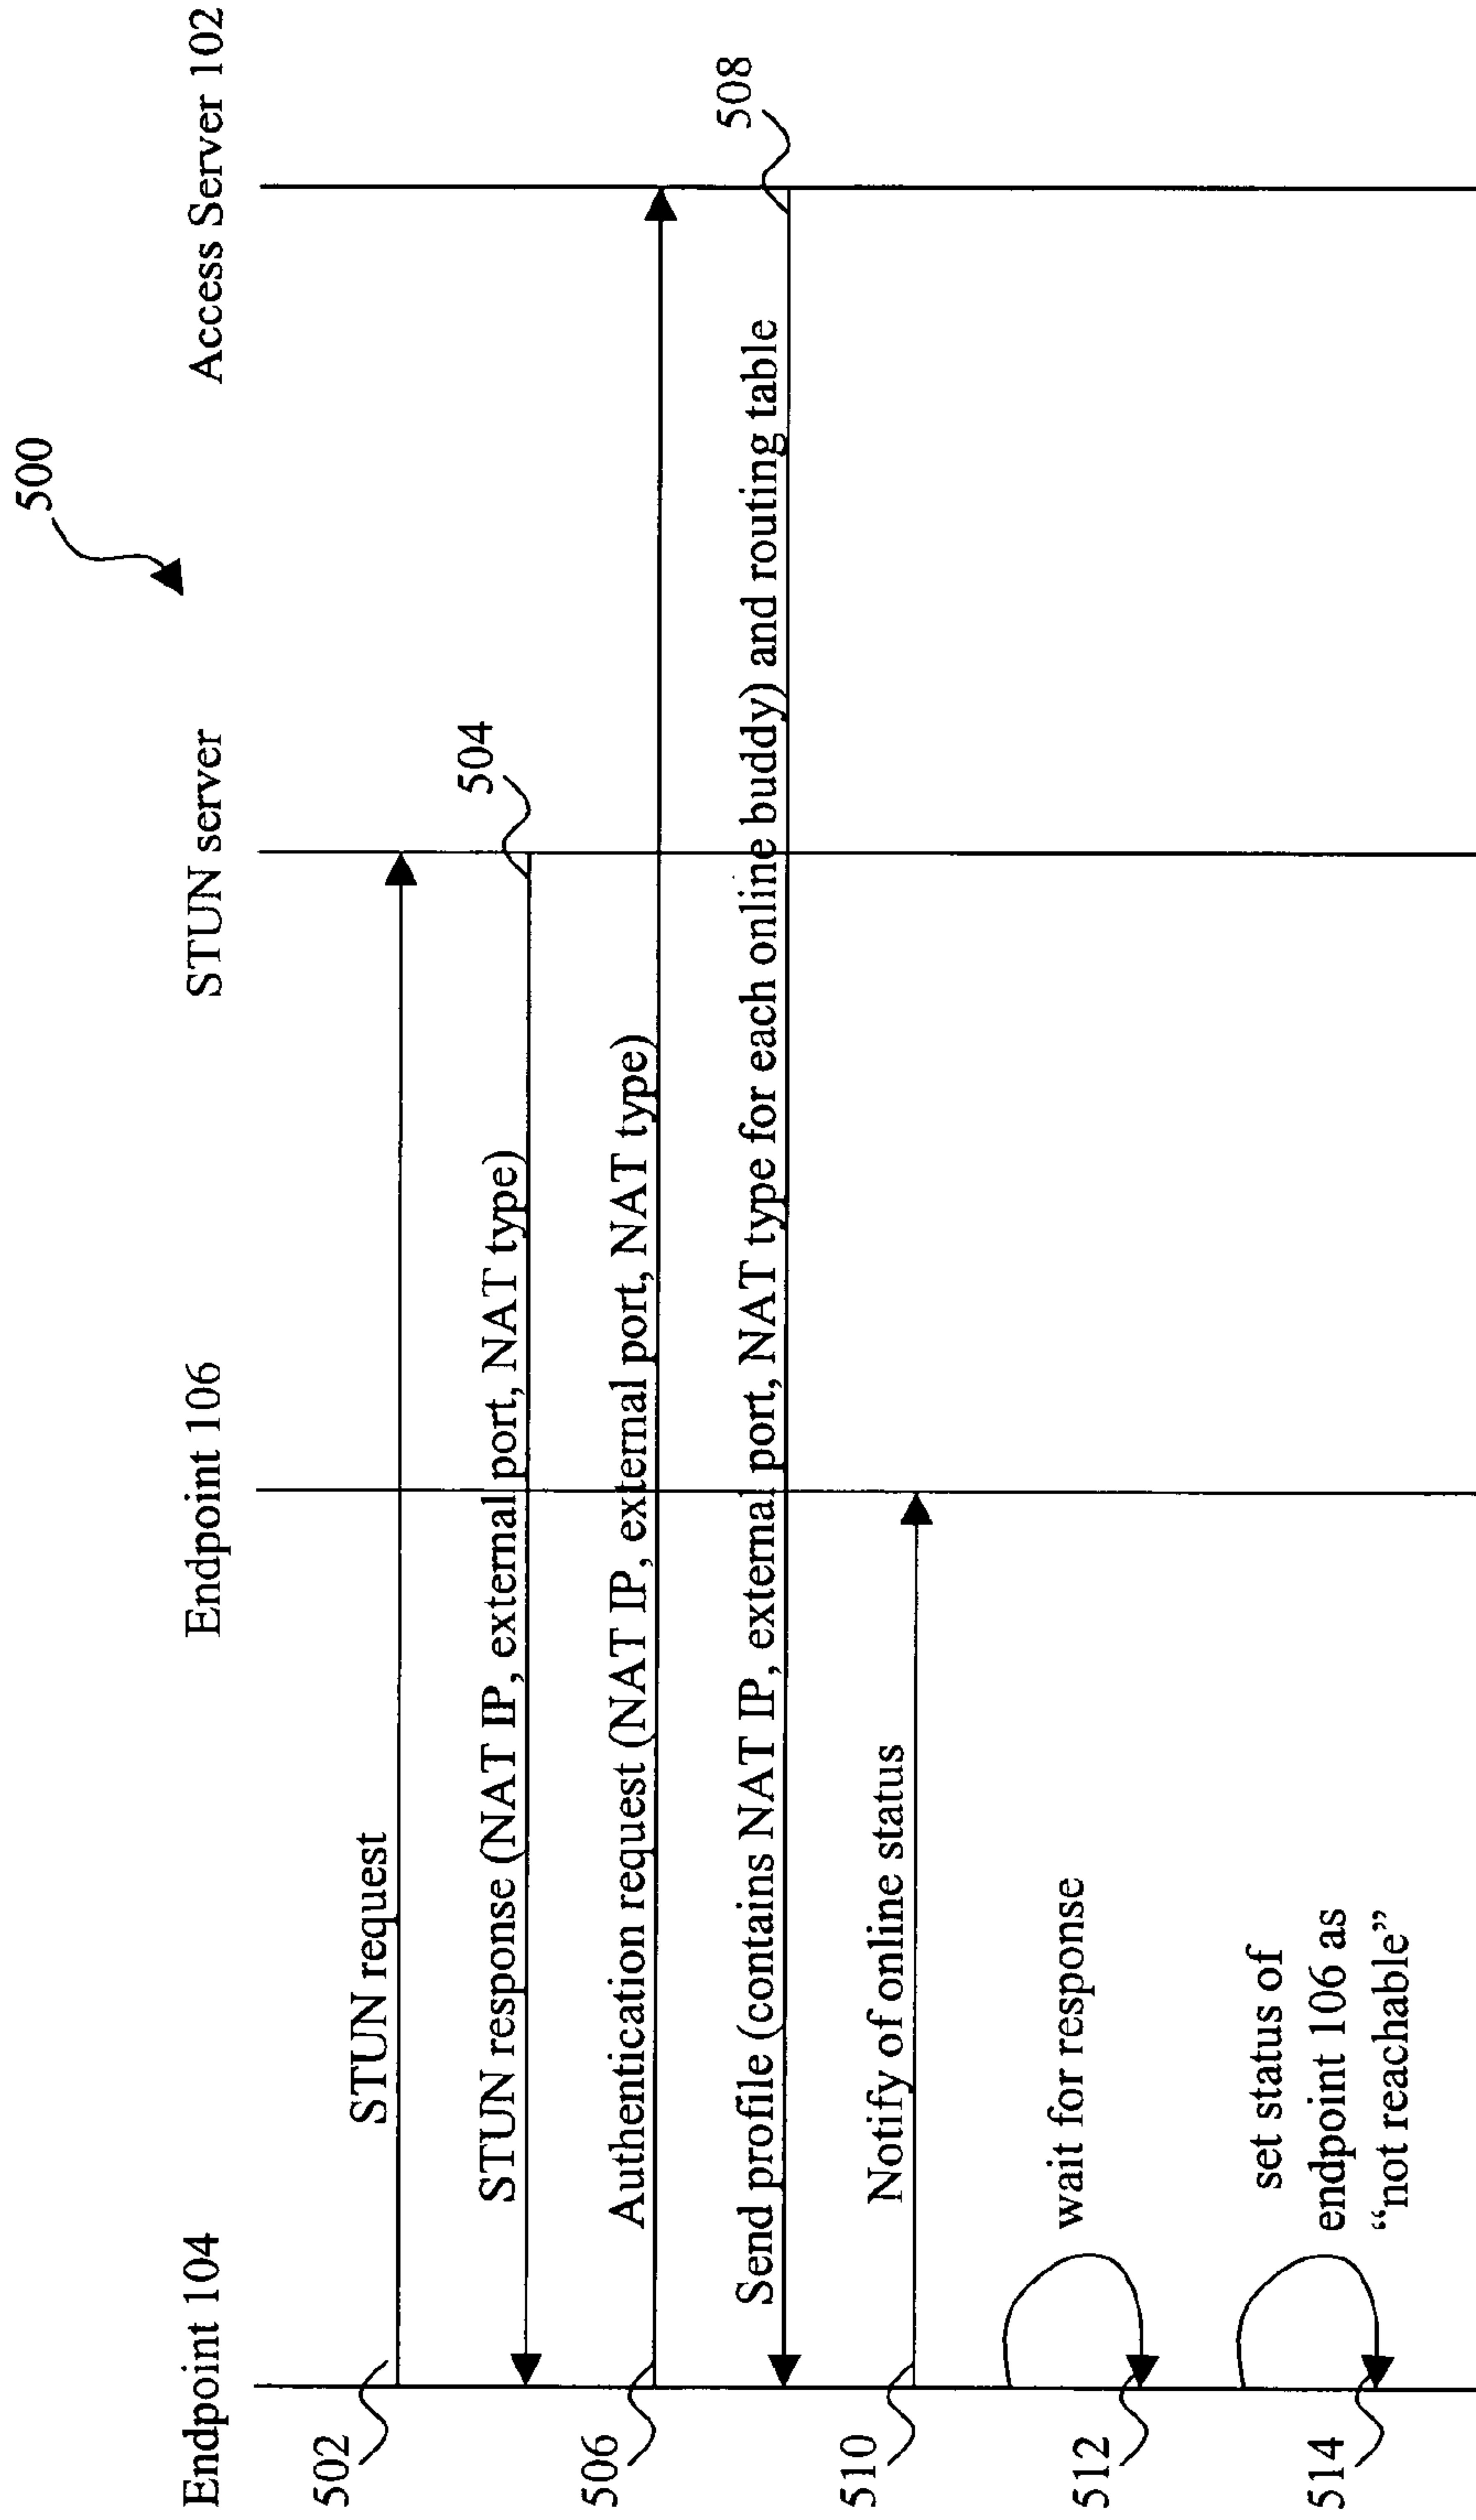 500
Endpoint 104
Endpoint 106
STUN server
Access Server 102
502
STUN request
504
STUN response (NAT IP, external port, NAT type)
506
Authentication request (NAT IP, external port, NAT type)
508
Send profile (contains NAT IP, external port, NAT type for each online buddy) and routing table
510
Notify of online status
512
wait for response
514
set status of
endpoint 106 as
“not reachable”